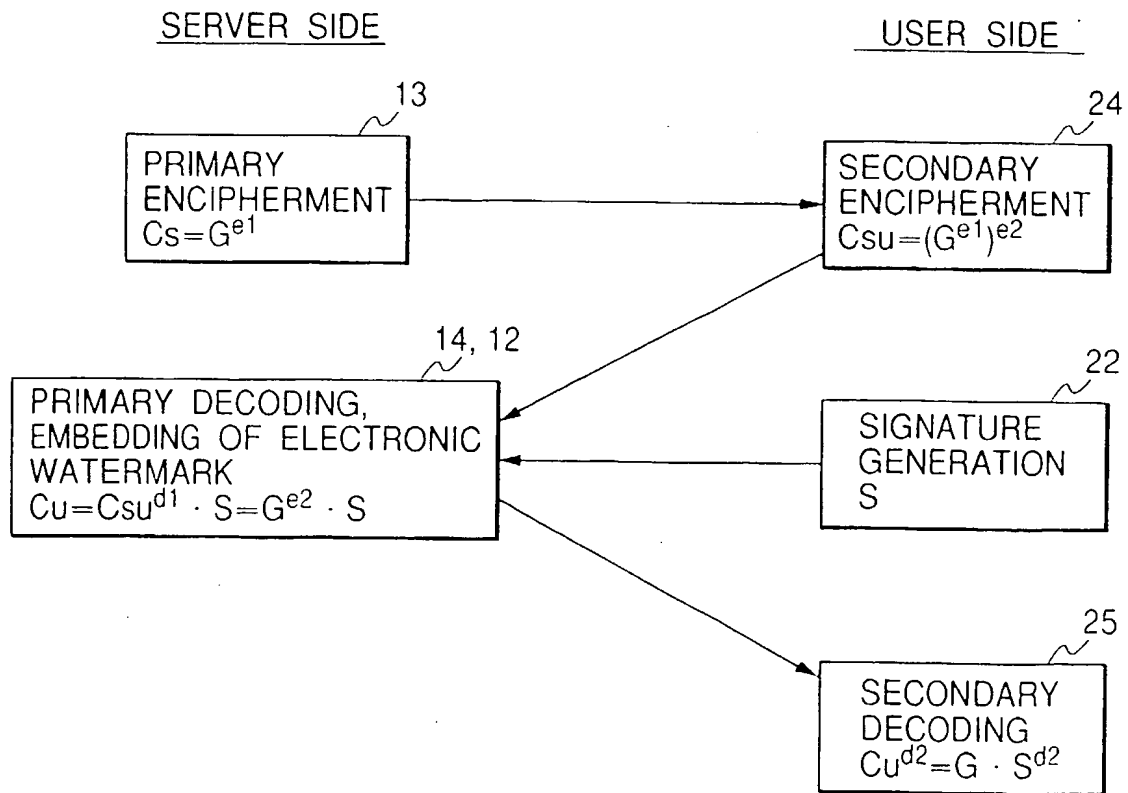 SERVER SIDE
USER SIDE
13
PRIMARY
ENCIPHERMENT
Cs=G^e1
24
SECONDARY
ENCIPHERMENT
Csu=(G^e1)^e2
14, 12
PRIMARY DECODING,
EMBEDDING OF ELECTRONIC
WATERMARK
Cu=Csu^d1 · S=G^e2 · S
22
SIGNATURE
GENERATION
S
25
SECONDARY
DECODING
Cu^d2=G · S^d2